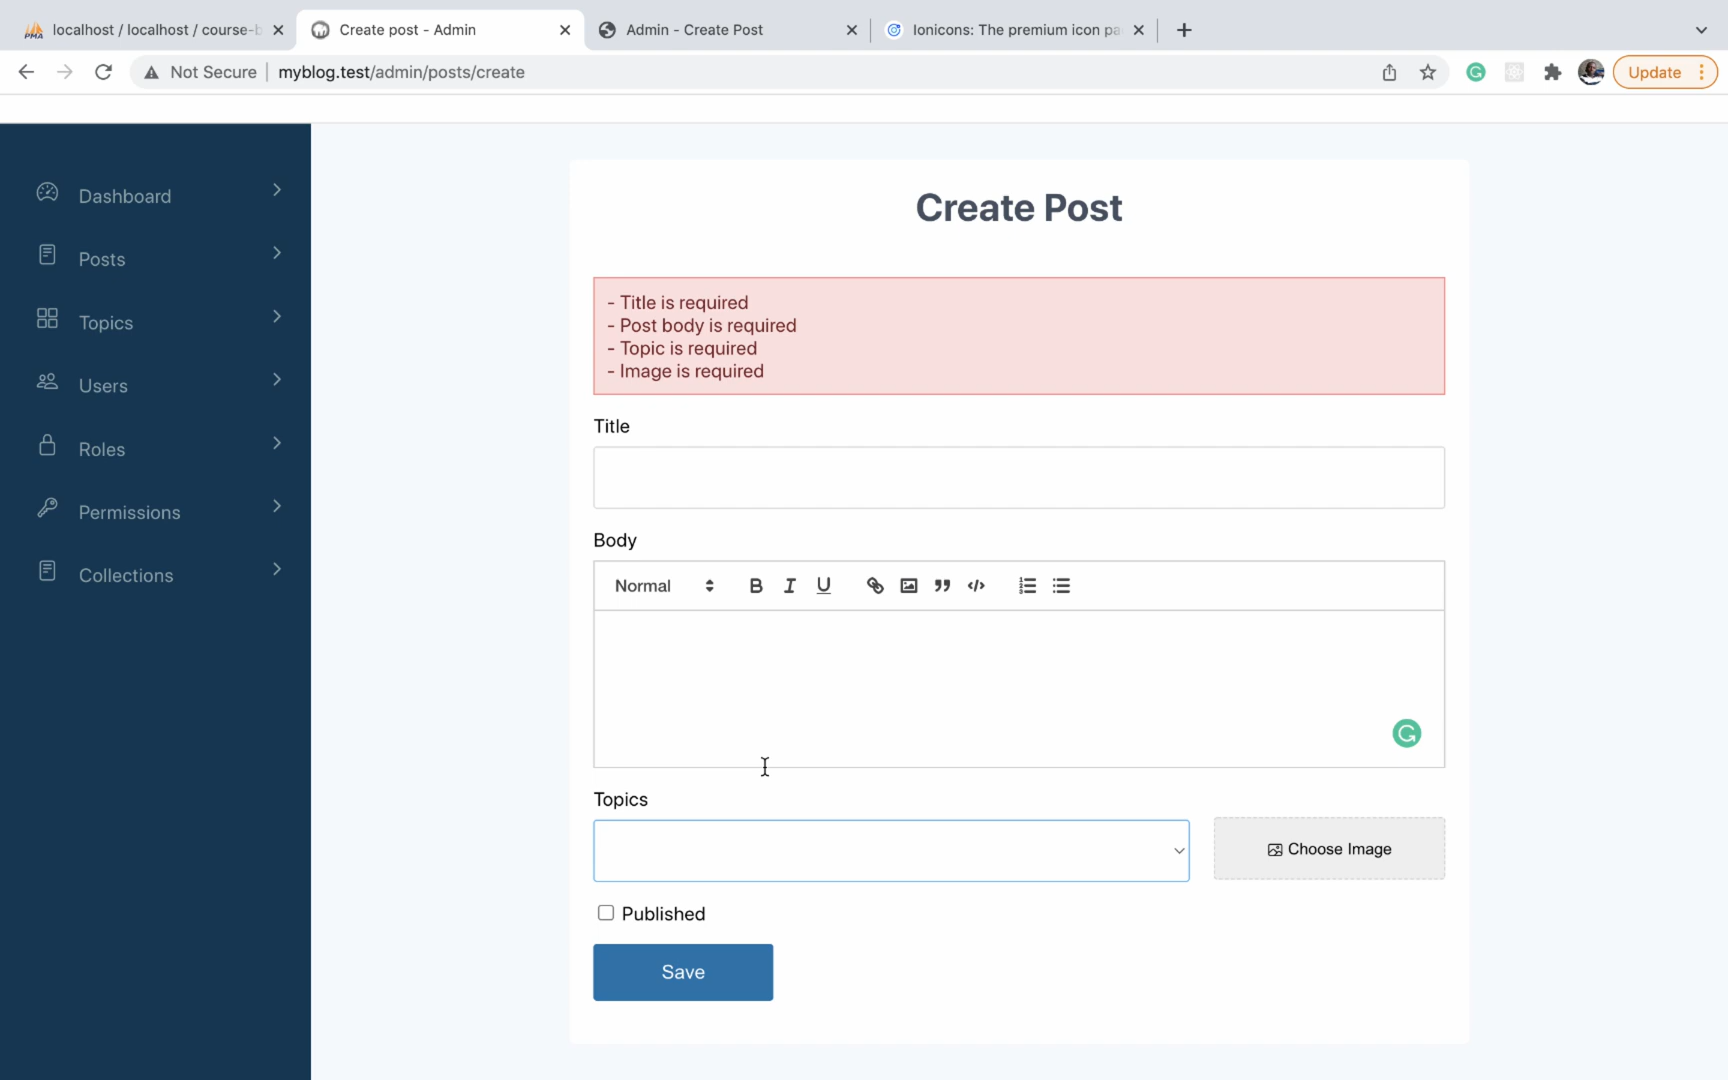 localhost / localhost / course-b
Create post - Admin
Admin - Create Post
Ionicons: The premium icon pa
Not Secure
myblog.test/admin/posts/create
Update
Dashboard
Posts
Topics
Users
Roles
Permissions
Collections
Create Post
- Title is required
- Post body is required
- Topic is required
- Image is required
Title
Body
Normal
B I U
Topics
Choose Image
Published
Save